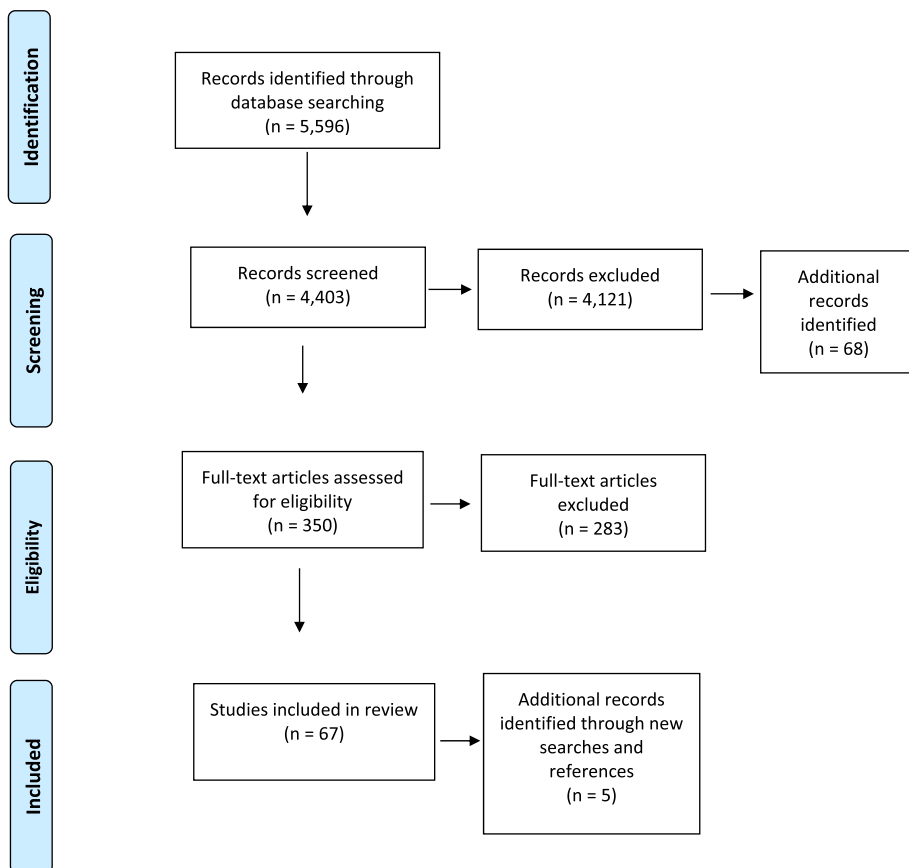 Identification
Records identified through
database searching
(n = 5,596)
Screening
Records screened
(n = 4,403)
Records excluded
(n = 4,121)
Additional
records
identified
(n = 68)
Eligibility
Full-text articles assessed
for eligibility
(n = 350)
Full-text articles
excluded
(n = 283)
Included
Studies included in review
(n = 67)
Additional records
identified through new
searches and
references
(n = 5)